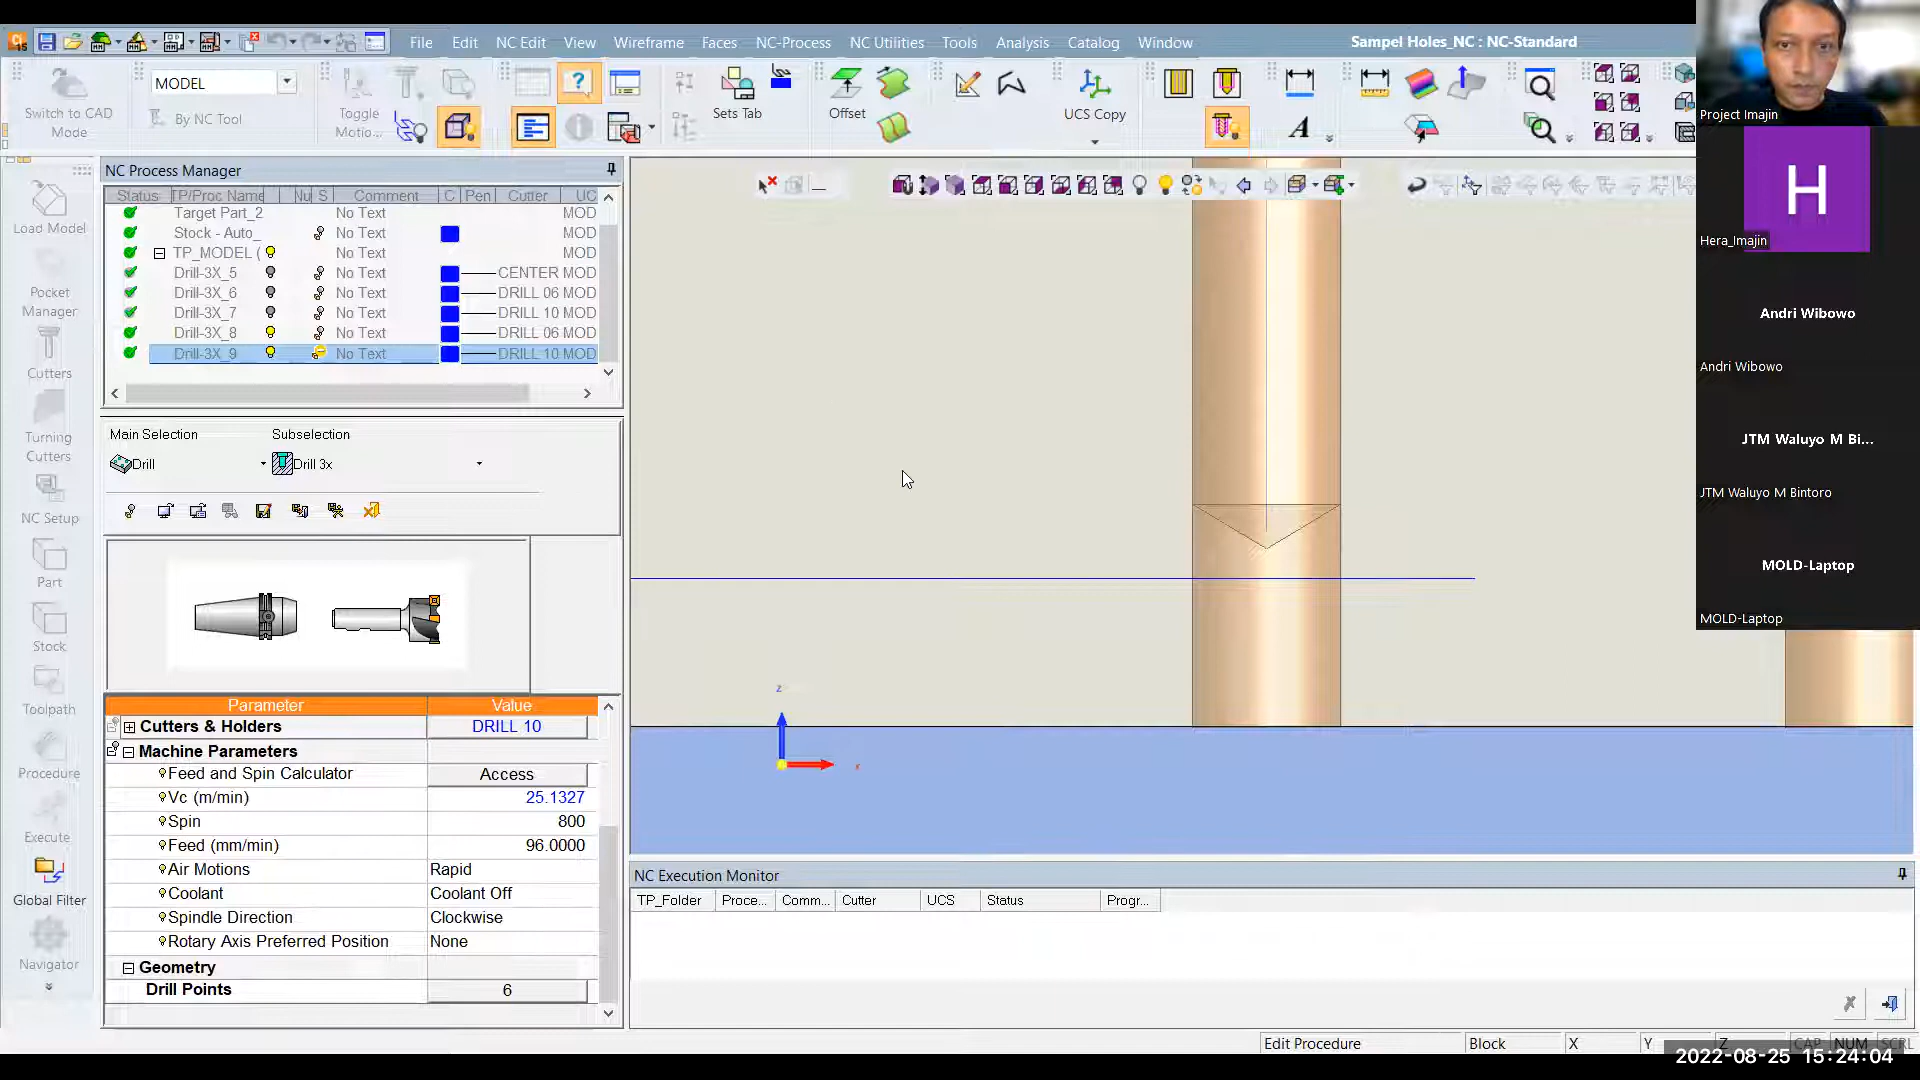 File Edit NC Edit View Wireframe Faces NC-Process NC Utilities Tools Analysis Catalog Window Sampel Holes_NC : NC-Standard
MODEL
Switch to CAD Mode
By NC Tool
Toggle Motio...
Sets Tab
Offset
UCS Copy
A
NC Process Manager
Status TP/Proc Name Nu S Comment C Pen Cutter UC
Target Part_2 No Text MOD
Stock - Auto_ No Text MOD
TP_MODEL ( No Text MOD
Drill-3X_5 No Text CENTER MOD
Drill-3X_6 No Text DRILL 06 MOD
Drill-3X_7 No Text DRILL 10 MOD
Drill-3X_8 No Text DRILL 06 MOD
Drill-3X_9 No Text DRILL 10 MOD
Load Model
Pocket Manager
Cutters
Turning Cutters
NC Setup
Part
Stock
Toolpath
Procedure
Execute
Global Filter
Navigator
Main Selection Subselection
Drill Drill 3x
Parameter Value
Cutters & Holders DRILL 10
Machine Parameters
Feed and Spin Calculator Access
Vc (m/min) 25.1327
Spin 800
Feed (mm/min) 96.0000
Air Motions Rapid
Coolant Coolant Off
Spindle Direction Clockwise
Rotary Axis Preferred Position None
Geometry
Drill Points 6
z
x
NC Execution Monitor
TP_Folder Proce... Comm... Cutter UCS Status Progr...
Edit Procedure Block X Y Z CAP NUM SCRL
Project Imajin
H
Hera_Imajin
Andri Wibowo
Andri Wibowo
JTM Waluyo M Bi...
JTM Waluyo M Bintoro
MOLD-Laptop
MOLD-Laptop
2022-08-25 15:24:04